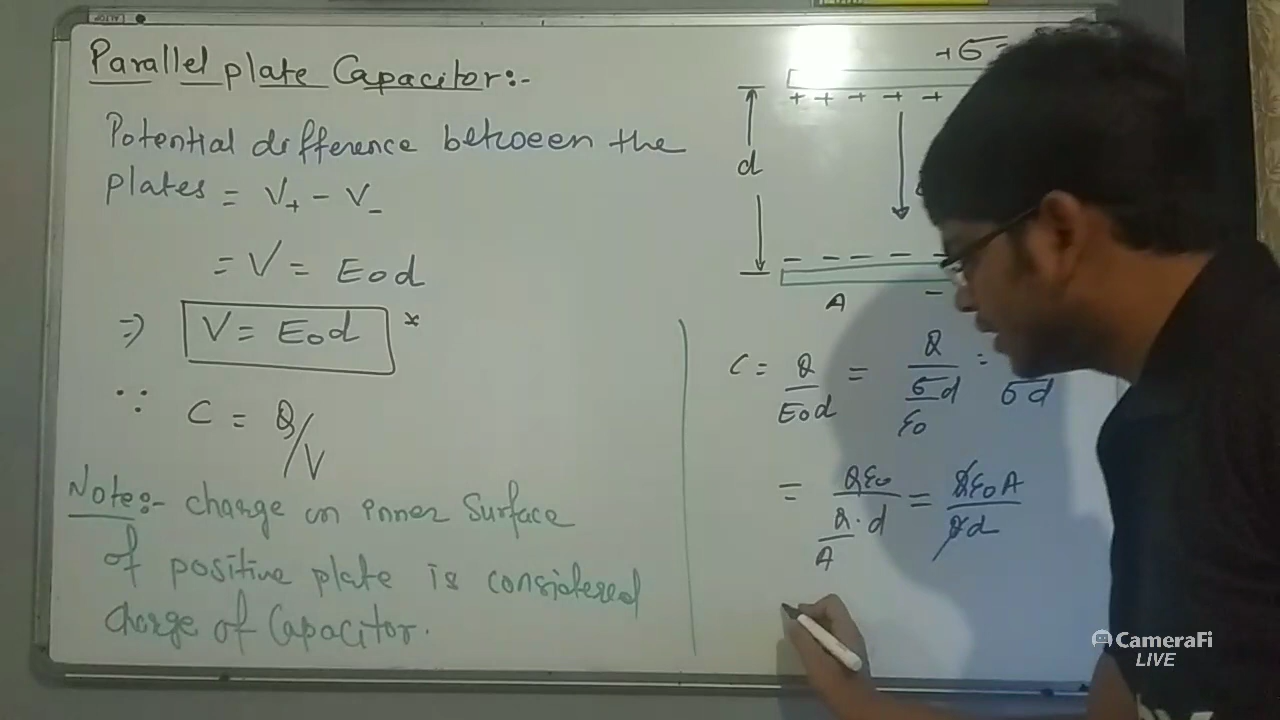 Parallel plate Capacitor:-
Potential difference between the
plates = V+ - V-
= V = E₀d
⇒ V = E₀d *
∵ C = Q/V
Note:- charge on inner surface
of positive plate is considered
charge of Capacitor.
+σ =
+ + + + +
d
- - - - -
A -
C = Q/E₀d = Q/(σ/ε₀ d) =
σd
= Qε₀/(Q/A · d) = Qε₀A/Qd
CameraFi
LIVE